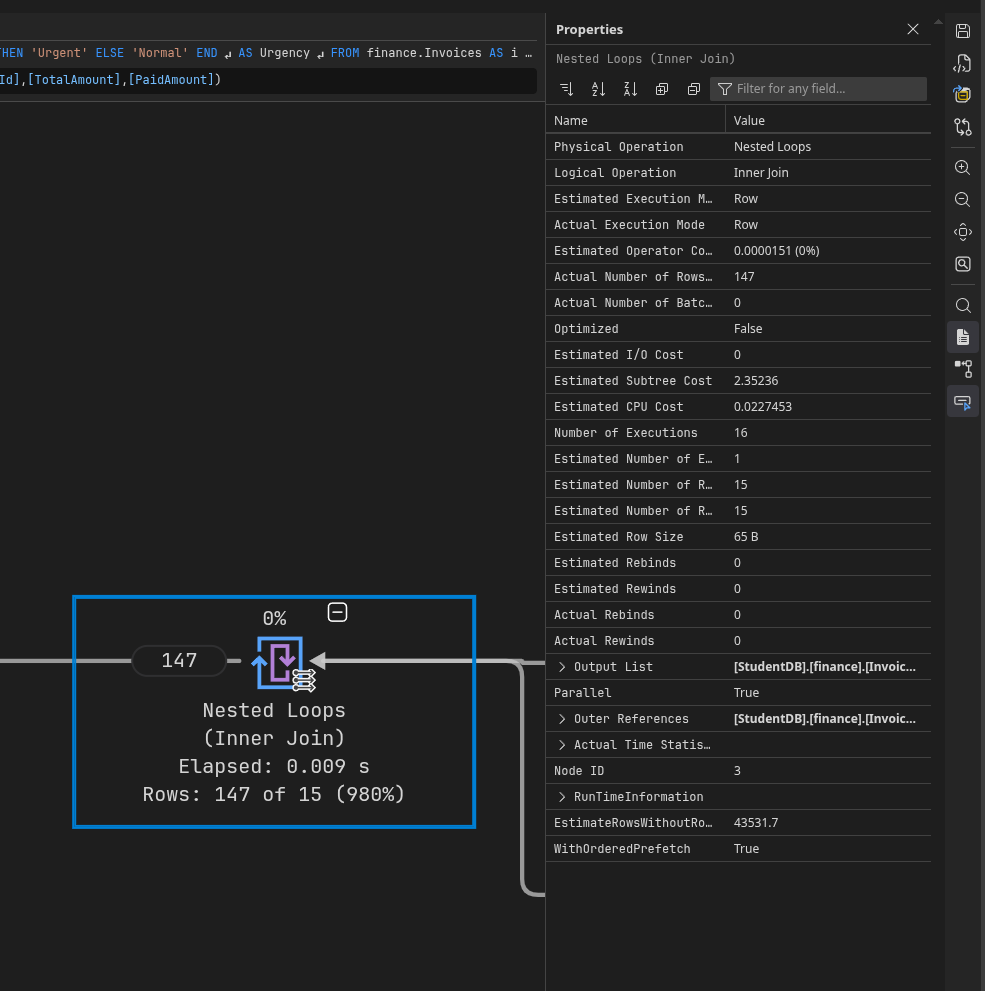 THEN 'Urgent' ELSE 'Normal' END ↲ AS Urgency ↲ FROM finance.Invoices AS i …
Id],[TotalAmount],[PaidAmount])
0%
147
Nested Loops
(Inner Join)
Elapsed: 0.009 s
Rows: 147 of 15 (980%)
Properties
Nested Loops (Inner Join)
Filter for any field...
Name Value
Physical Operation Nested Loops
Logical Operation Inner Join
Estimated Execution M… Row
Actual Execution Mode Row
Estimated Operator Co… 0.0000151 (0%)
Actual Number of Rows… 147
Actual Number of Batc… 0
Optimized False
Estimated I/O Cost 0
Estimated Subtree Cost 2.35236
Estimated CPU Cost 0.0227453
Number of Executions 16
Estimated Number of E… 1
Estimated Number of R… 15
Estimated Number of R… 15
Estimated Row Size 65 B
Estimated Rebinds 0
Estimated Rewinds 0
Actual Rebinds 0
Actual Rewinds 0
Output List [StudentDB].[finance].[Invoic...
Parallel True
Outer References [StudentDB].[finance].[Invoic...
Actual Time Statis…
Node ID 3
RunTimeInformation
EstimateRowsWithoutRo… 43531.7
WithOrderedPrefetch True